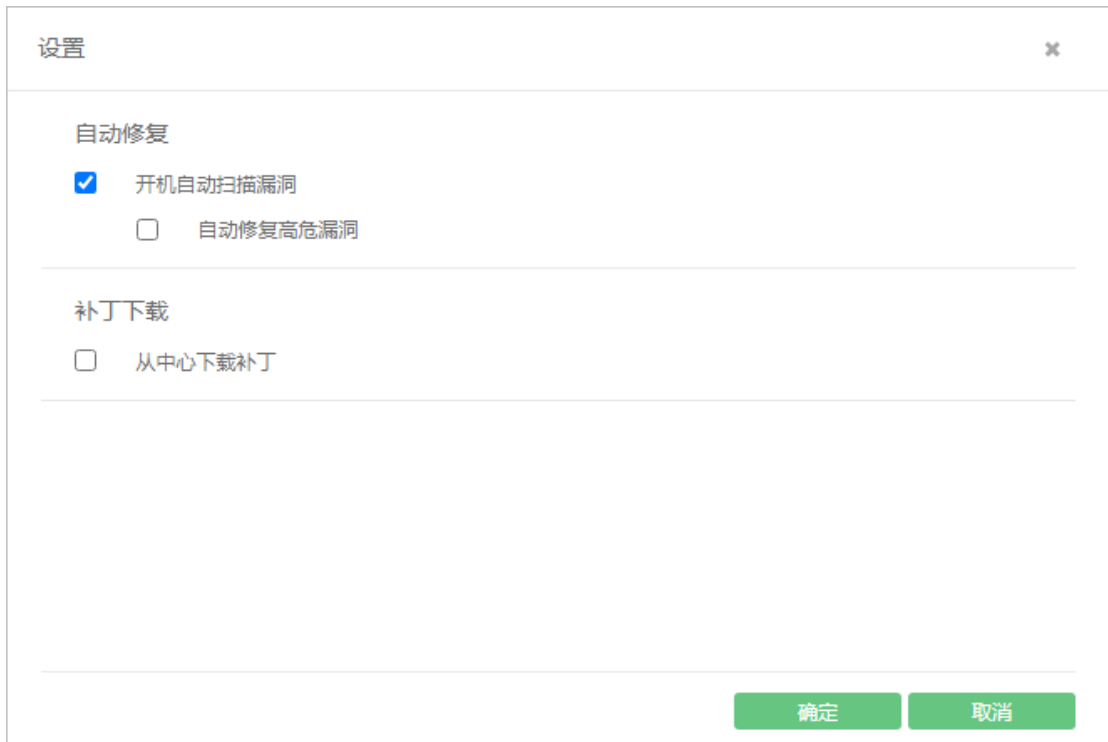 设置
自动修复
开机自动扫描漏洞
自动修复高危漏洞
补丁下载
从中心下载补丁
确定 取消